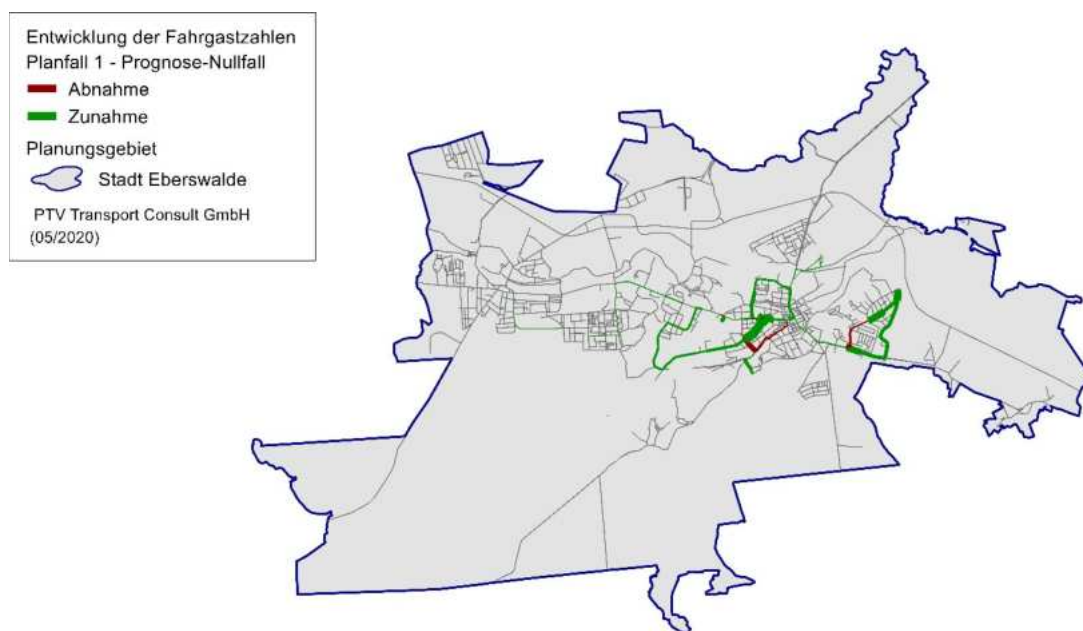 Entwicklung der Fahrgastzahlen
Planfall 1 - Prognose-Nullfall
Abnahme
Zunahme
Planungsgebiet
Stadt Eberswalde
PTV Transport Consult GmbH
(05/2020)